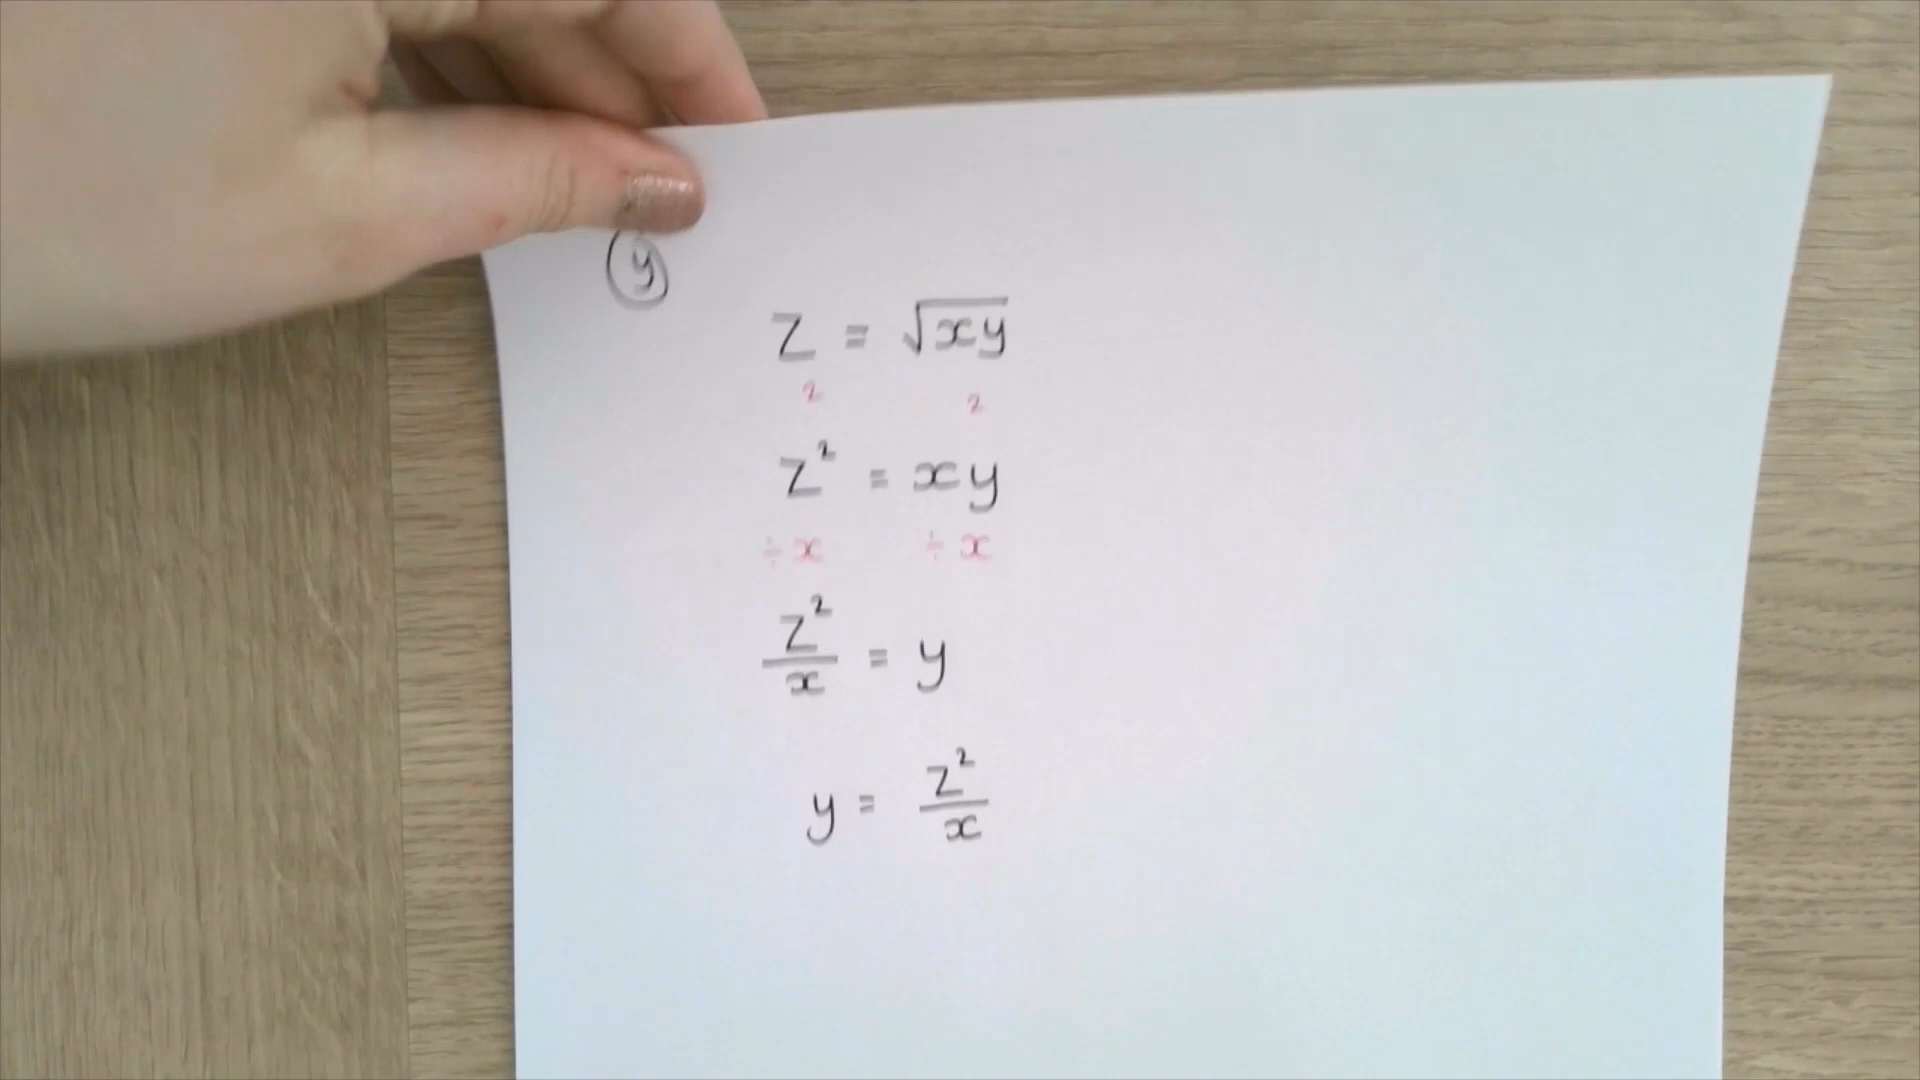 y
z = √xy
2 2
z² = xy
÷x ÷x
z²/x = y
y = z²/x